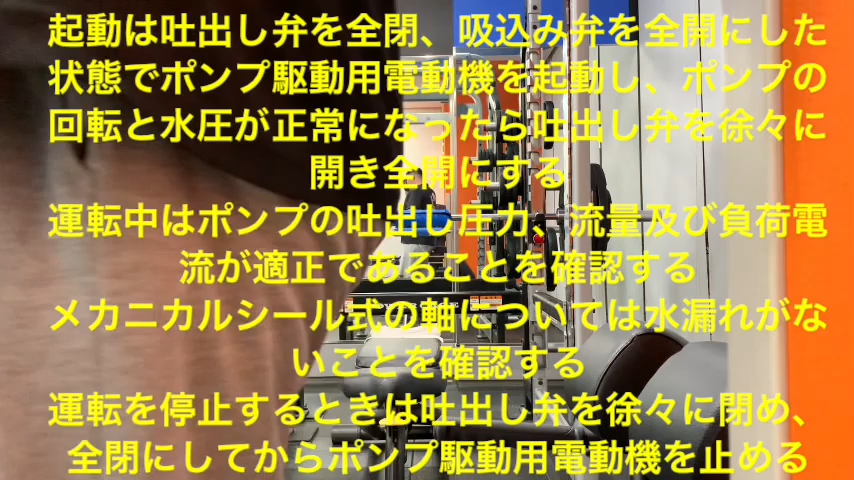 起動は吐出し弁を全閉、吸込み弁を全開にした
状態でポンプ駆動用電動機を起動し、ポンプの
回転と水圧が正常になったら吐出し弁を徐々に
開き全開にする
運転中はポンプの吐出し圧力、流量及び負荷電
流が適正であることを確認する
メカニカルシール式の軸については水漏れがな
いことを確認する
運転を停止するときは吐出し弁を徐々に閉め、
全閉にしてからポンプ駆動用電動機を止める